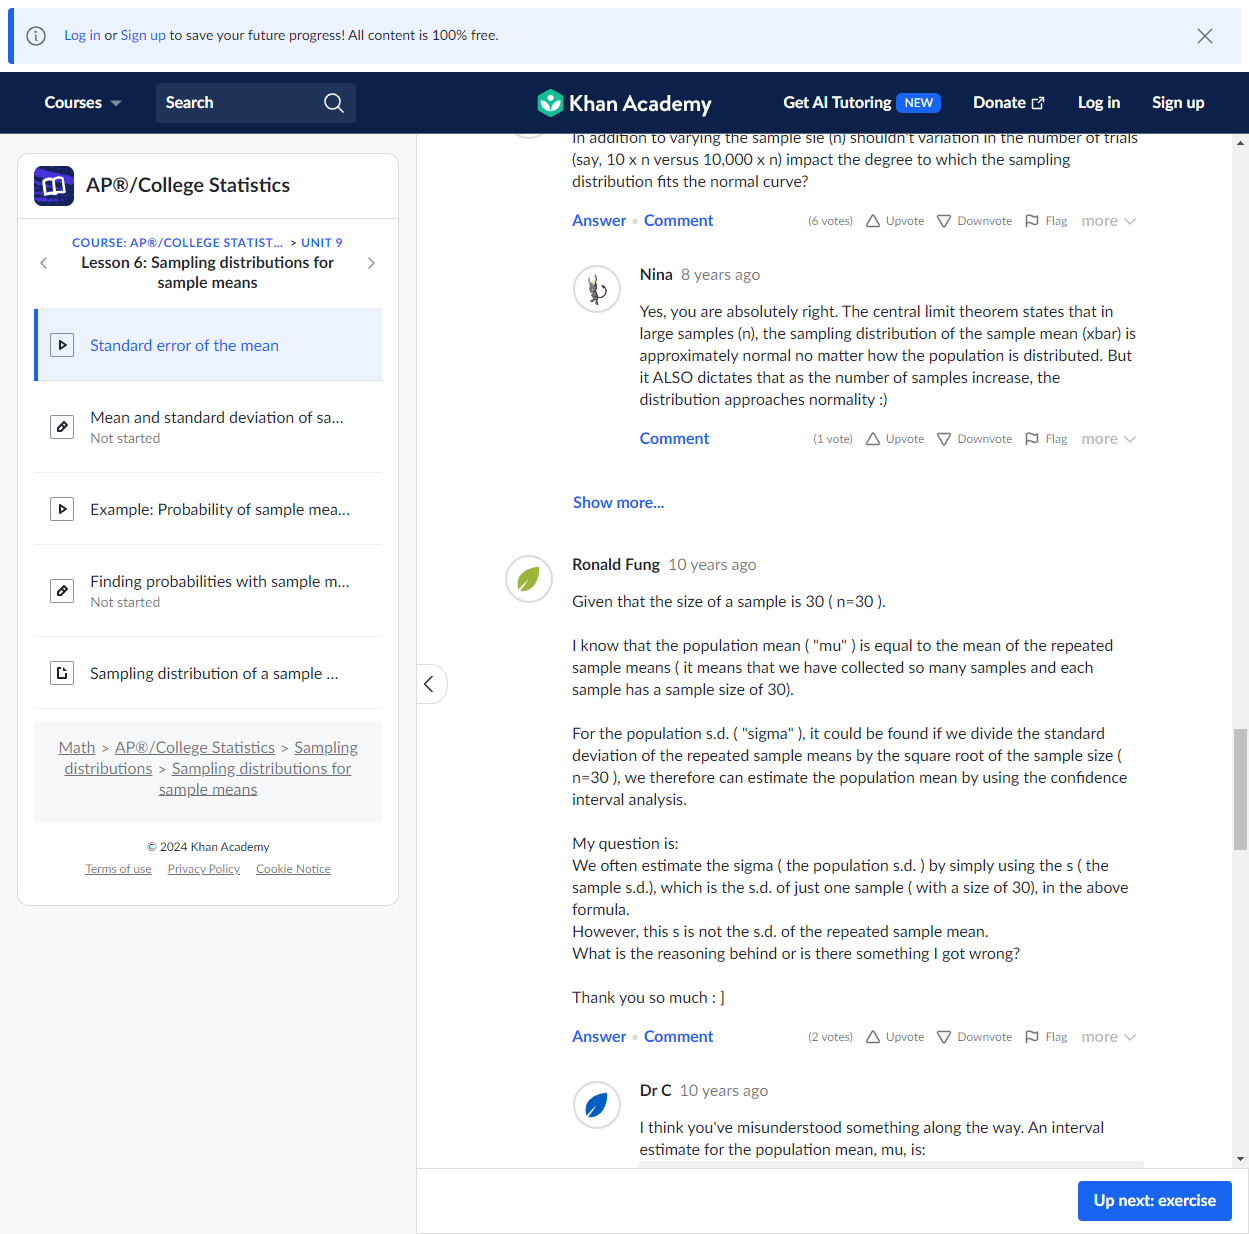 Log in or Sign up to save your future progress! All content is 100% free.
Courses
Search
Khan Academy
Get AI Tutoring NEW
Donate
Log in
Sign up
AP®/College Statistics
COURSE: AP®/COLLEGE STATIST... > UNIT 9
Lesson 6: Sampling distributions for
sample means
Standard error of the mean
Mean and standard deviation of sa...
Not started
Example: Probability of sample mea...
Finding probabilities with sample m...
Not started
Sampling distribution of a sample ...
Math > AP®/College Statistics > Sampling
distributions > Sampling distributions for
sample means
© 2024 Khan Academy
Terms of use Privacy Policy Cookie Notice
In addition to varying the sample sie (n) shouldn't variation in the number of trials
(say, 10 x n versus 10,000 x n) impact the degree to which the sampling
distribution fits the normal curve?
Answer • Comment (6 votes) Upvote Downvote Flag more
Nina 8 years ago
Yes, you are absolutely right. The central limit theorem states that in
large samples (n), the sampling distribution of the sample mean (xbar) is
approximately normal no matter how the population is distributed. But
it ALSO dictates that as the number of samples increase, the
distribution approaches normality :)
Comment (1 vote) Upvote Downvote Flag more
Show more...
Ronald Fung 10 years ago
Given that the size of a sample is 30 ( n=30 ).
I know that the population mean ( "mu" ) is equal to the mean of the repeated
sample means ( it means that we have collected so many samples and each
sample has a sample size of 30).
For the population s.d. ( "sigma" ), it could be found if we divide the standard
deviation of the repeated sample means by the square root of the sample size (
n=30 ), we therefore can estimate the population mean by using the confidence
interval analysis.
My question is:
We often estimate the sigma ( the population s.d. ) by simply using the s ( the
sample s.d.), which is the s.d. of just one sample ( with a size of 30), in the above
formula.
However, this s is not the s.d. of the repeated sample mean.
What is the reasoning behind or is there something I got wrong?
Thank you so much : ]
Answer • Comment (2 votes) Upvote Downvote Flag more
Dr C 10 years ago
I think you've misunderstood something along the way. An interval
estimate for the population mean, mu, is:
Up next: exercise